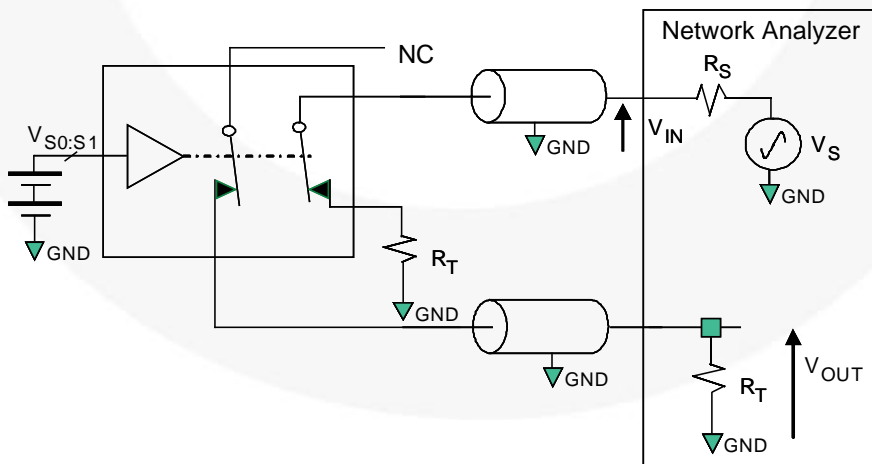 Network Analyzer
NC
R_S
V_S0:S1
GND
V_IN
V_S
GND
GND
R_T
GND
GND
R_T
V_OUT
GND